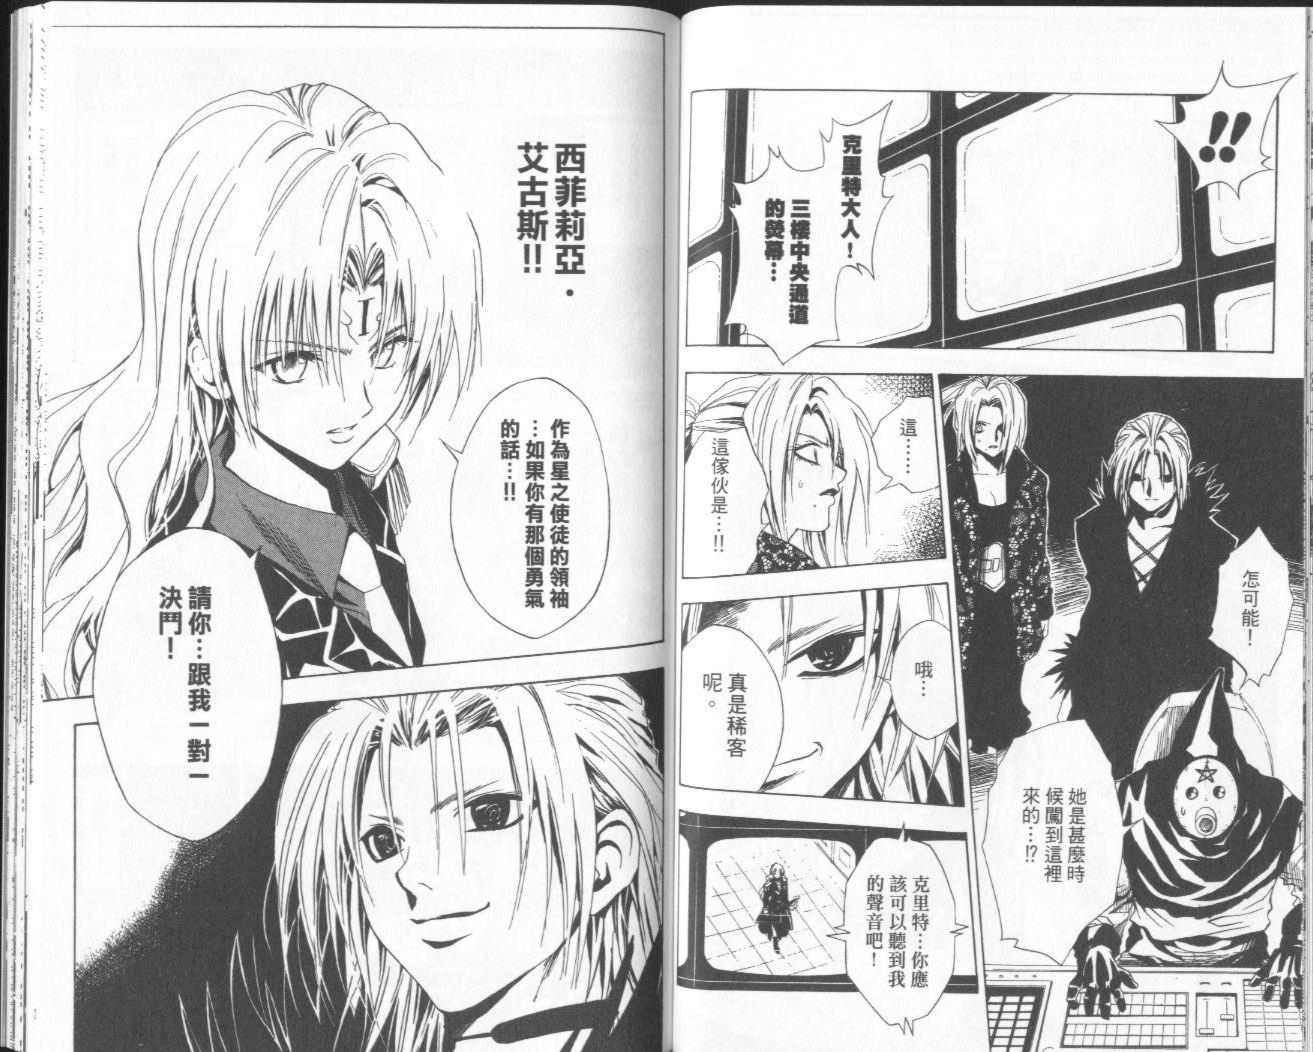 !!
克里特大人！
三樓中央通道
的熒幕…
怎可能！
她是甚麼時
候闖到這裡
來的…!?
這……
這傢伙是…!!
哦…
真是稀客
呢。
克里特…你應
該可以聽到我
的聲音吧！
西菲莉亞·
艾古斯!!
I
作為星之使徒的領袖
…如果你有那個勇氣
的話…!!
請你…跟我一對一
決鬥！